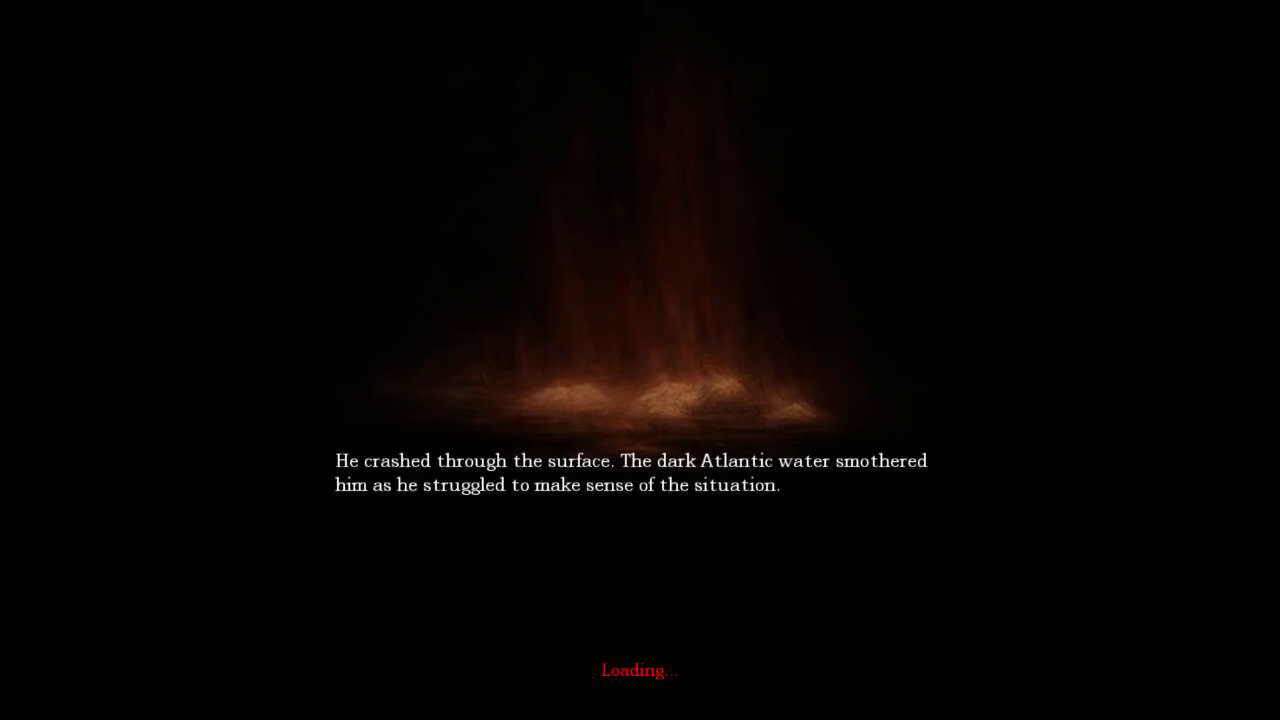 He crashed through the surface. The dark Atlantic water smothered
him as he struggled to make sense of the situation.
Loading...